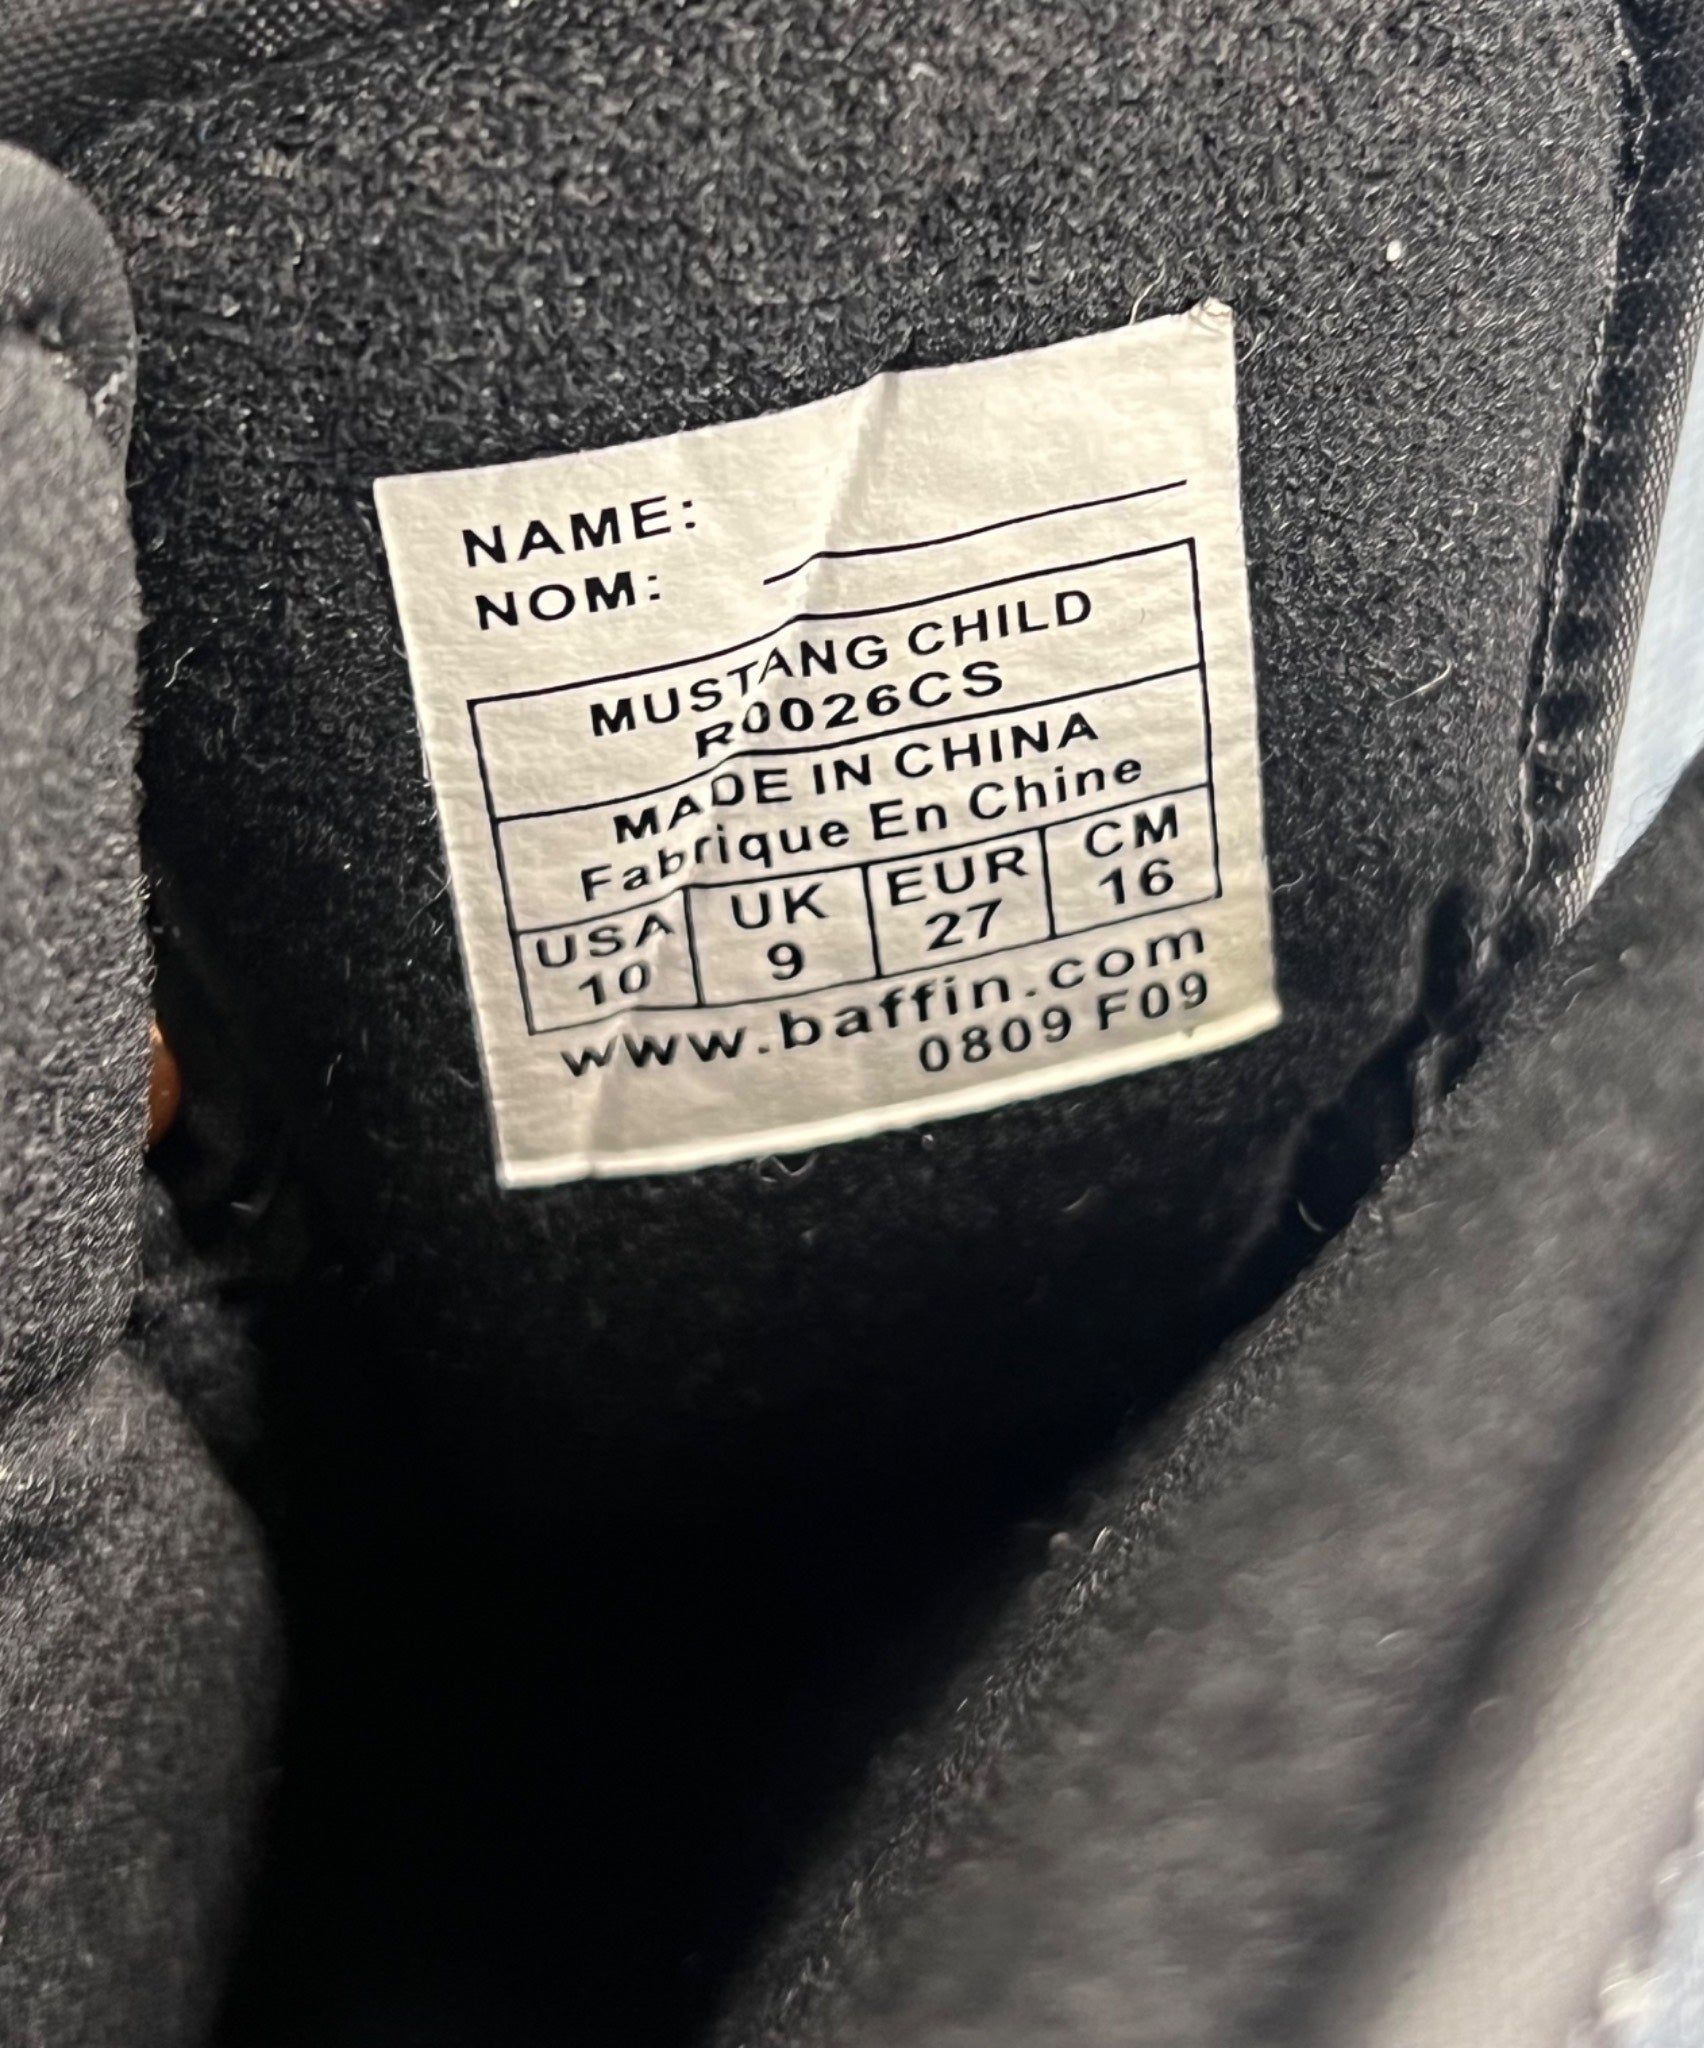 NAME:
NOM:
MUSTANG CHILD
R0026CS
MADE IN CHINA
Fabrique En Chine
USA UK EUR CM
10 9 27 16
www.baffin.com
0809 F09